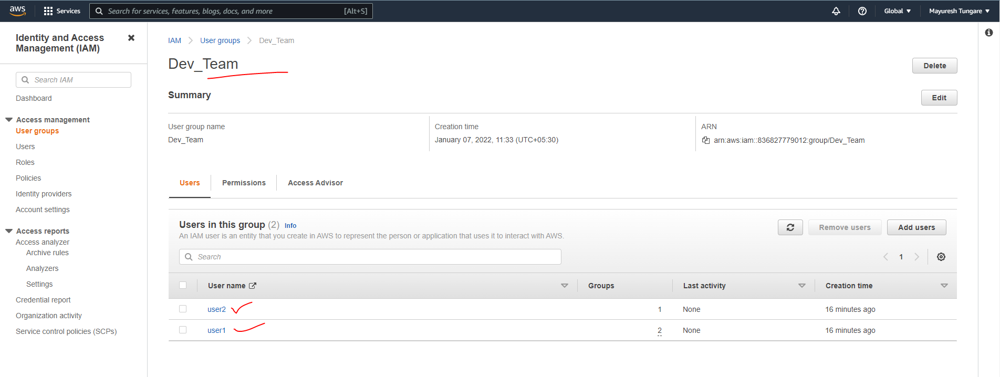 aws Services Search for services, features, blogs, docs, and more [Alt+S] Global Mayuresh Tungare
Identity and Access
Management (IAM)
Search IAM
Dashboard
Access management
User groups
Users
Roles
Policies
Identity providers
Account settings
Access reports
Access analyzer
Archive rules
Analyzers
Settings
Credential report
Organization activity
Service control policies (SCPs)
IAM User groups Dev_Team
Dev_Team
Delete
Summary
Edit
User group name
Dev_Team
Creation time
January 07, 2022, 11:33 (UTC+05:30)
ARN
arn:aws:iam::836827779012:group/Dev_Team
Users Permissions Access Advisor
Users in this group (2) Info
An IAM user is an entity that you create in AWS to represent the person or application that uses it to interact with AWS.
Remove users Add users
Search
1
User name Groups Last activity Creation time
user2 1 None 16 minutes ago
user1 2 None 16 minutes ago